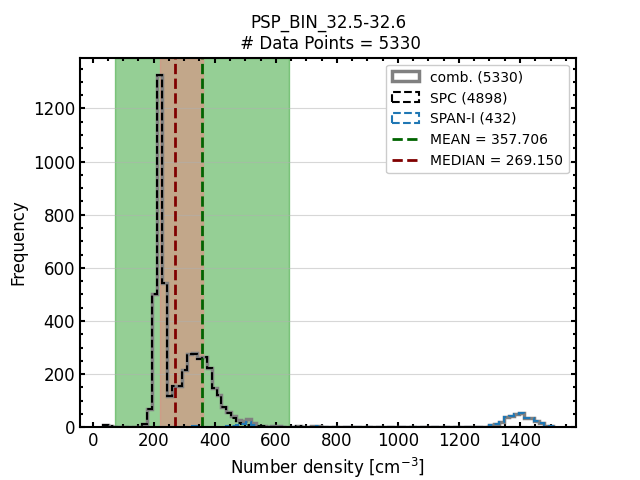 PSP_BIN_32.5-32.6
# Data Points = 5330
comb. (5330)
SPC (4898)
SPAN-I (432)
MEAN = 357.706
MEDIAN = 269.150
Frequency
1200
1000
800
600
400
200
0
0 200 400 600 800 1000 1200 1400
Number density [cm⁻³]